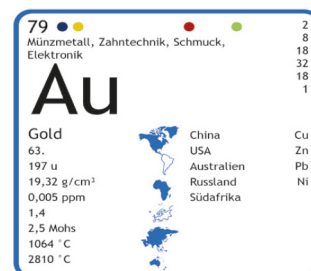 79
Münzmetall, Zahntechnik, Schmuck,
Elektronik
2
8
18
32
18
1
Au
Gold
63.
197 u
19,32 g/cm³
0,005 ppm
1,4
2,5 Mohs
1064 °C
2810 °C
China
USA
Australien
Russland
Südafrika
Cu
Zn
Pb
Ni